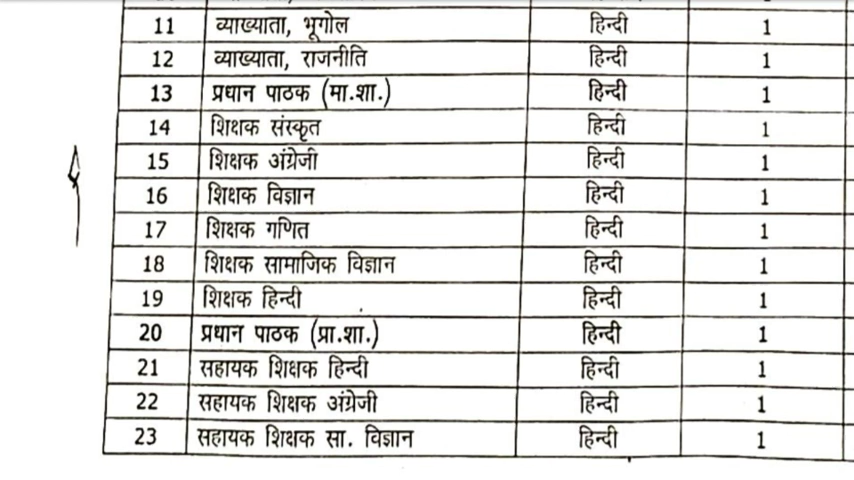 11 व्याख्याता, भूगोल हिन्दी 1
12 व्याख्याता, राजनीति हिन्दी 1
13 प्रधान पाठक (मा.शा.) हिन्दी 1
14 शिक्षक संस्कृत हिन्दी 1
15 शिक्षक अंग्रेजी हिन्दी 1
16 शिक्षक विज्ञान हिन्दी 1
17 शिक्षक गणित हिन्दी 1
18 शिक्षक सामाजिक विज्ञान हिन्दी 1
19 शिक्षक हिन्दी हिन्दी 1
20 प्रधान पाठक (प्रा.शा.) हिन्दी 1
21 सहायक शिक्षक हिन्दी हिन्दी 1
22 सहायक शिक्षक अंग्रेजी हिन्दी 1
23 सहायक शिक्षक सा. विज्ञान हिन्दी 1